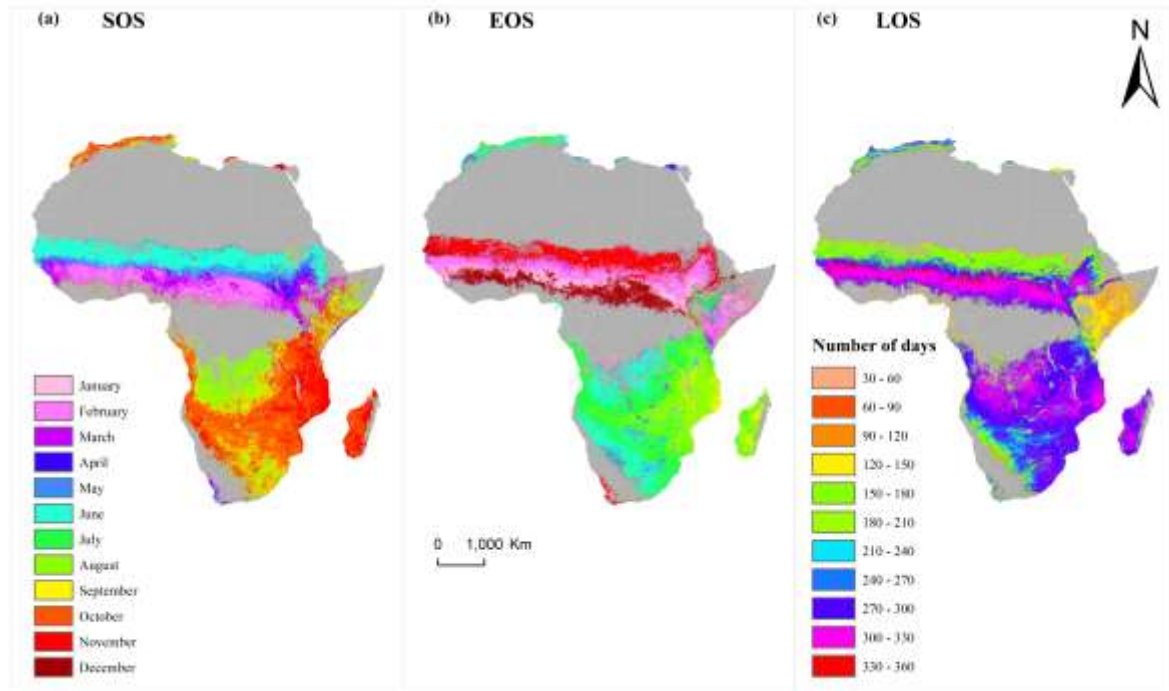 (a) SOS
(b) EOS
(c) LOS
N
January
February
March
April
May
June
July
August
September
October
November
December
0 1,000 Km
Number of days
30 - 60
60 - 90
90 - 120
120 - 150
150 - 180
180 - 210
210 - 240
240 - 270
270 - 300
300 - 330
330 - 360